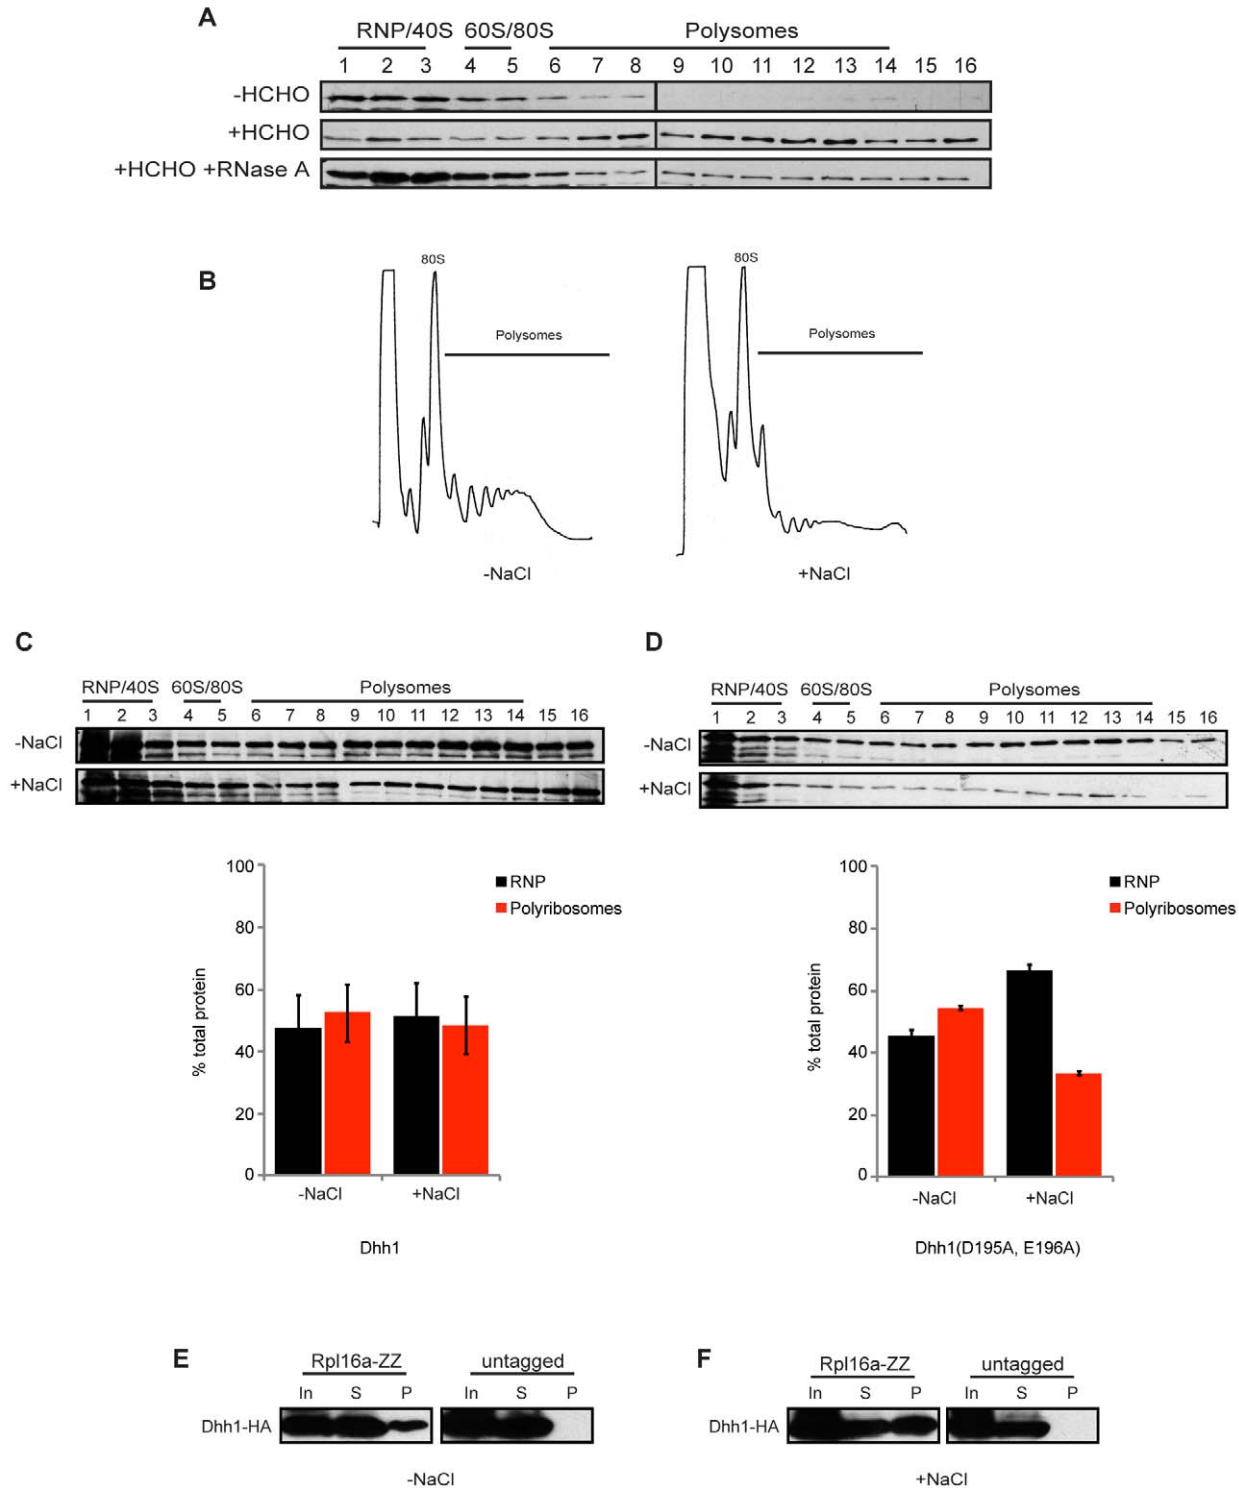 A
RNP/40S 60S/80S Polysomes
1 2 3 4 5 6 7 8 9 10 11 12 13 14 15 16
-HCHO
+HCHO
+HCHO +RNase A
B
80S
Polysomes
-NaCl
80S
Polysomes
+NaCl
C
RNP/40S 60S/80S Polysomes
1 2 3 4 5 6 7 8 9 10 11 12 13 14 15 16
-NaCl
+NaCl
100
80
60
40
20
0
% total protein
RNP
Polyribosomes
-NaCl +NaCl
Dhh1
D
RNP/40S 60S/80S Polysomes
1 2 3 4 5 6 7 8 9 10 11 12 13 14 15 16
-NaCl
+NaCl
100
80
60
40
20
0
% total protein
RNP
Polyribosomes
-NaCl +NaCl
Dhh1(D195A, E196A)
E
Rpl16a-ZZ untagged
In S P In S P
Dhh1-HA
-NaCl
F
Rpl16a-ZZ untagged
In S P In S P
Dhh1-HA
+NaCl